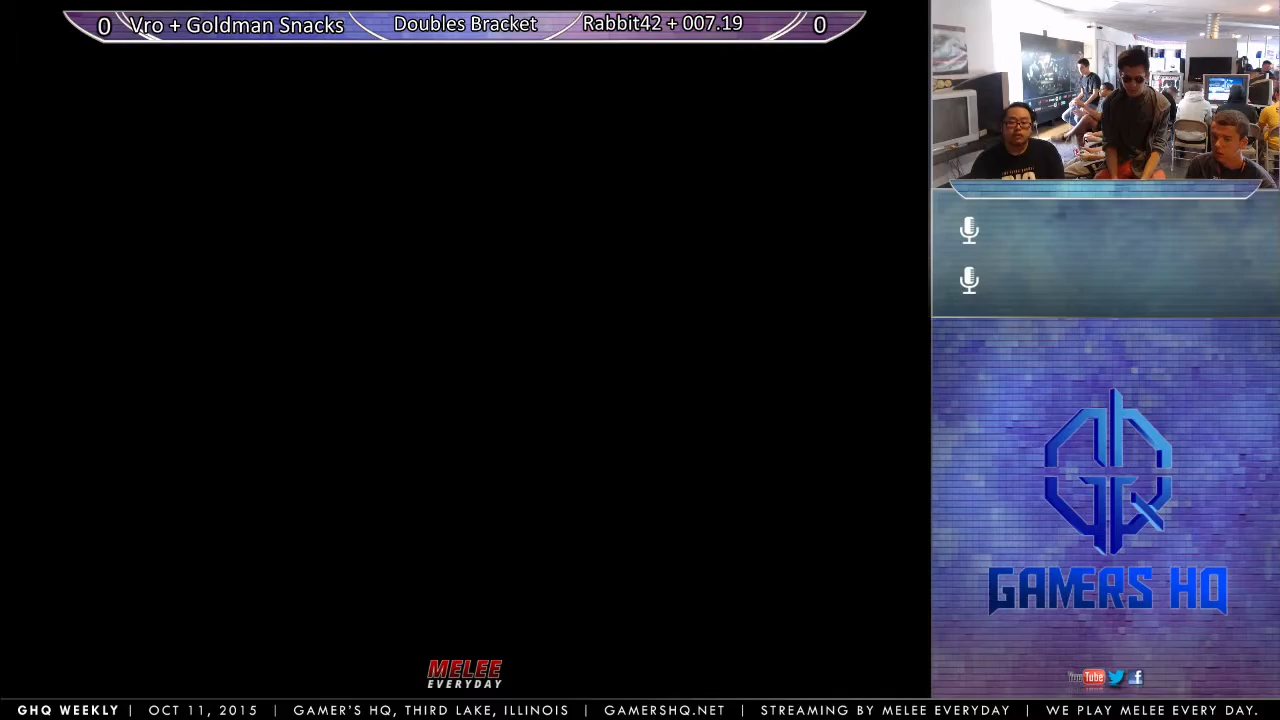 0 Vro + Goldman Snacks Doubles Bracket Rabbit42 + 007.19 0
GAMERS HQ
MELEE
EVERYDAY
YouTube
GHQ WEEKLY | OCT 11, 2015 | GAMER'S HQ, THIRD LAKE, ILLINOIS | GAMERSHQ.NET | STREAMING BY MELEE EVERYDAY | WE PLAY MELEE EVERY DAY.